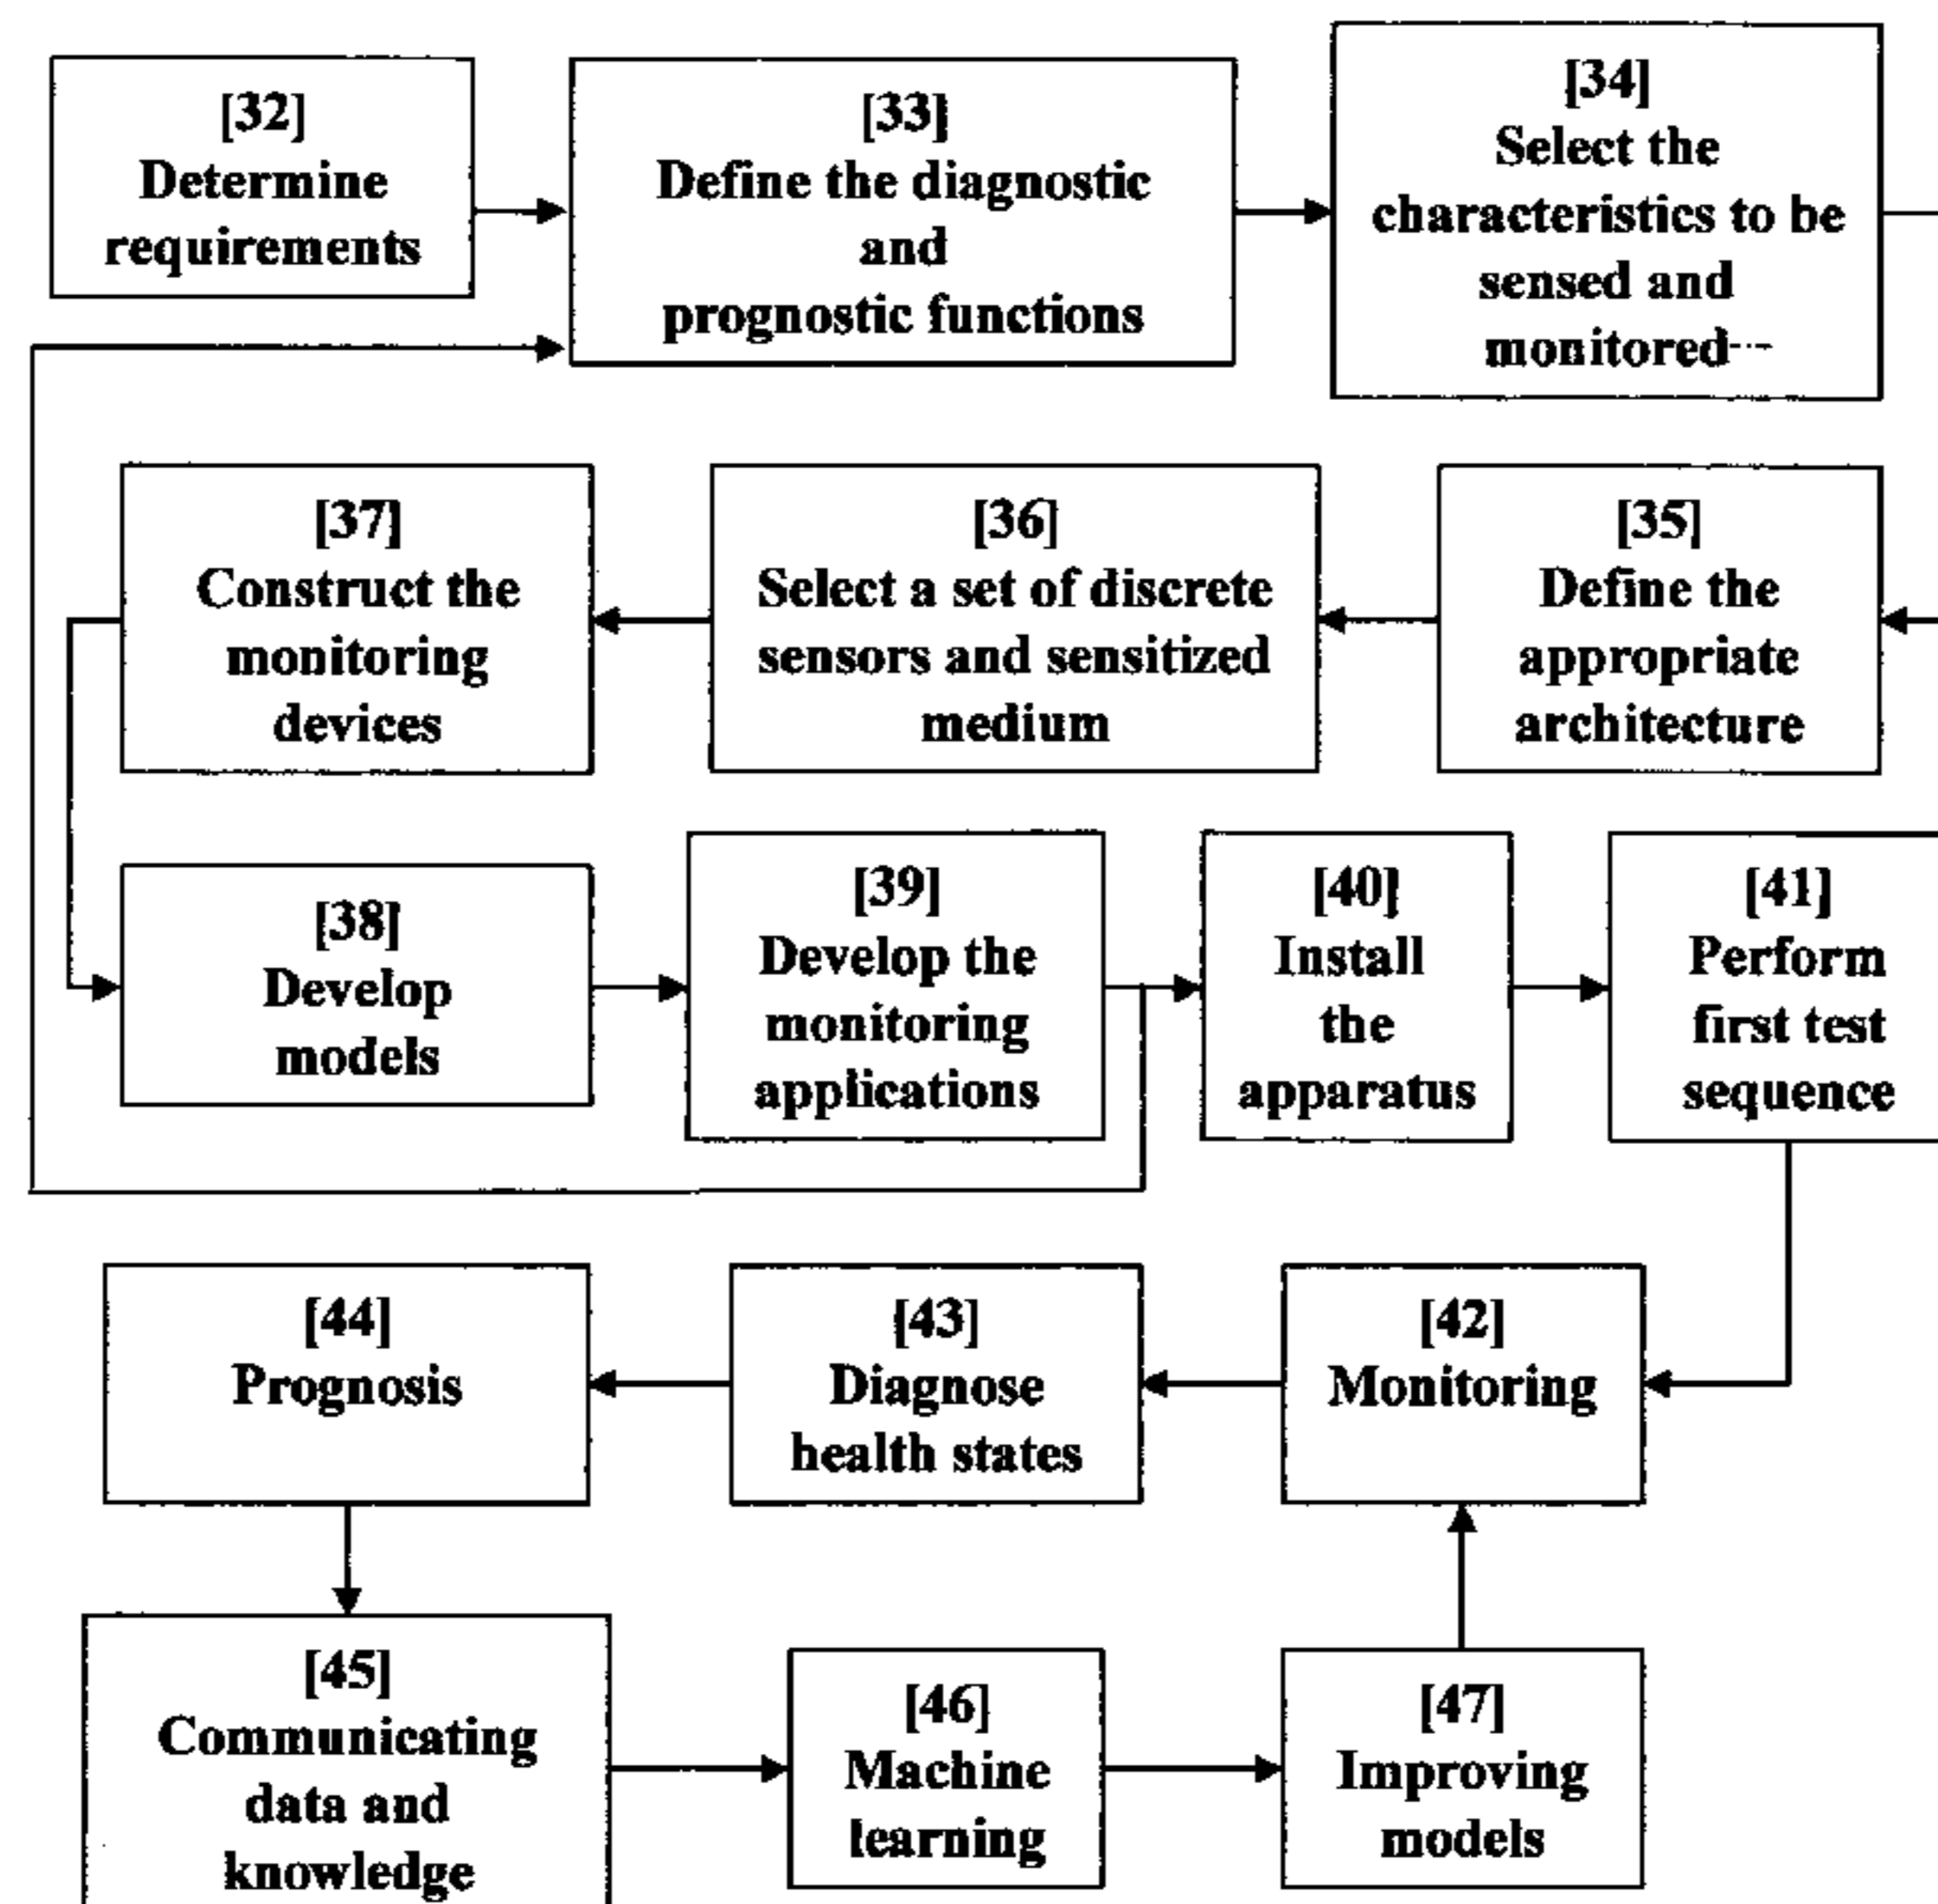 [32]
Determine
requirements
[33]
Define the diagnostic
and
prognostic functions
[34]
Select the
characteristics to be
sensed and
monitored
[37]
Construct the
monitoring
devices
[36]
Select a set of discrete
sensors and sensitized
medium
[35]
Define the
appropriate
architecture
[38]
Develop
models
[39]
Develop the
monitoring
applications
[40]
Install
the
apparatus
[41]
Perform
first test
sequence
[44]
Prognosis
[43]
Diagnose
health states
[42]
Monitoring
[45]
Communicating
data and
knowledge
[46]
Machine
learning
[47]
Improving
models